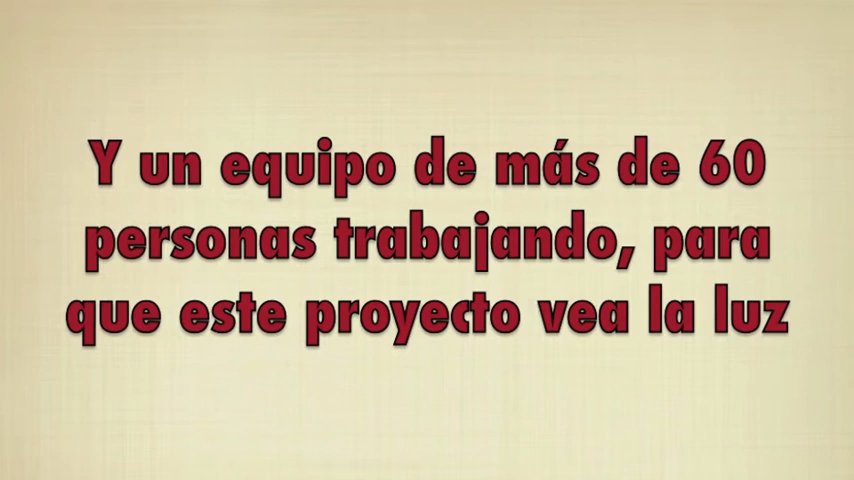 Y un equipo de más de 60
personas trabajando, para
que este proyecto vea la luz